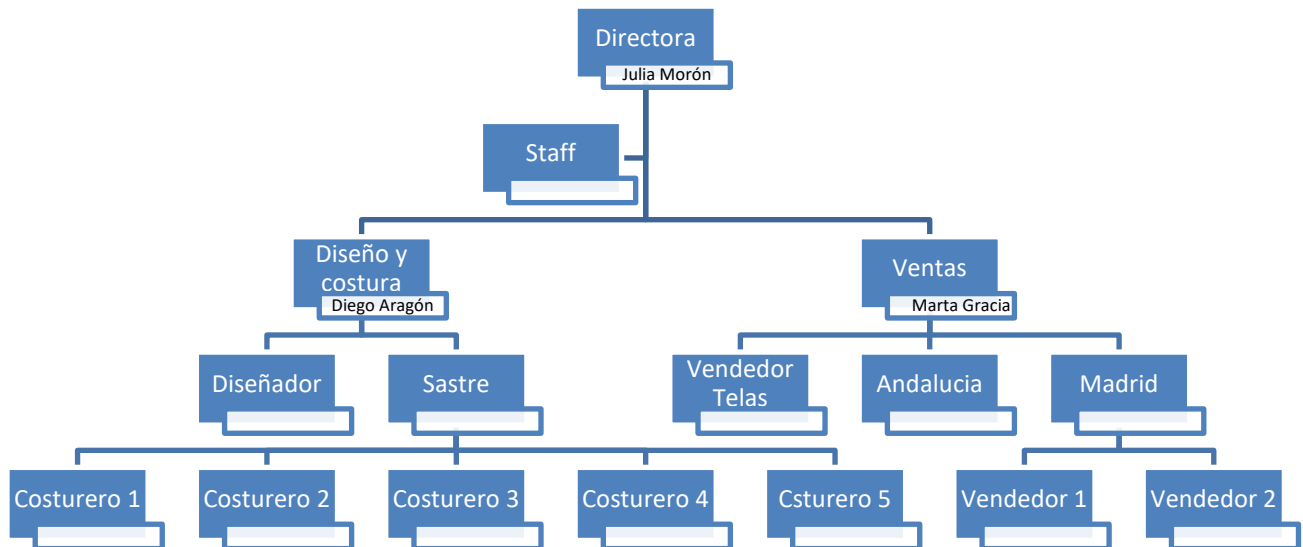 Directora
Julia Morón
Staff
Diseño y
costura
Diego Aragón
Ventas
Marta Gracia
Diseñador
Sastre
Vendedor
Telas
Andalucia
Madrid
Costurero 1
Costurero 2
Costurero 3
Costurero 4
Csturero 5
Vendedor 1
Vendedor 2